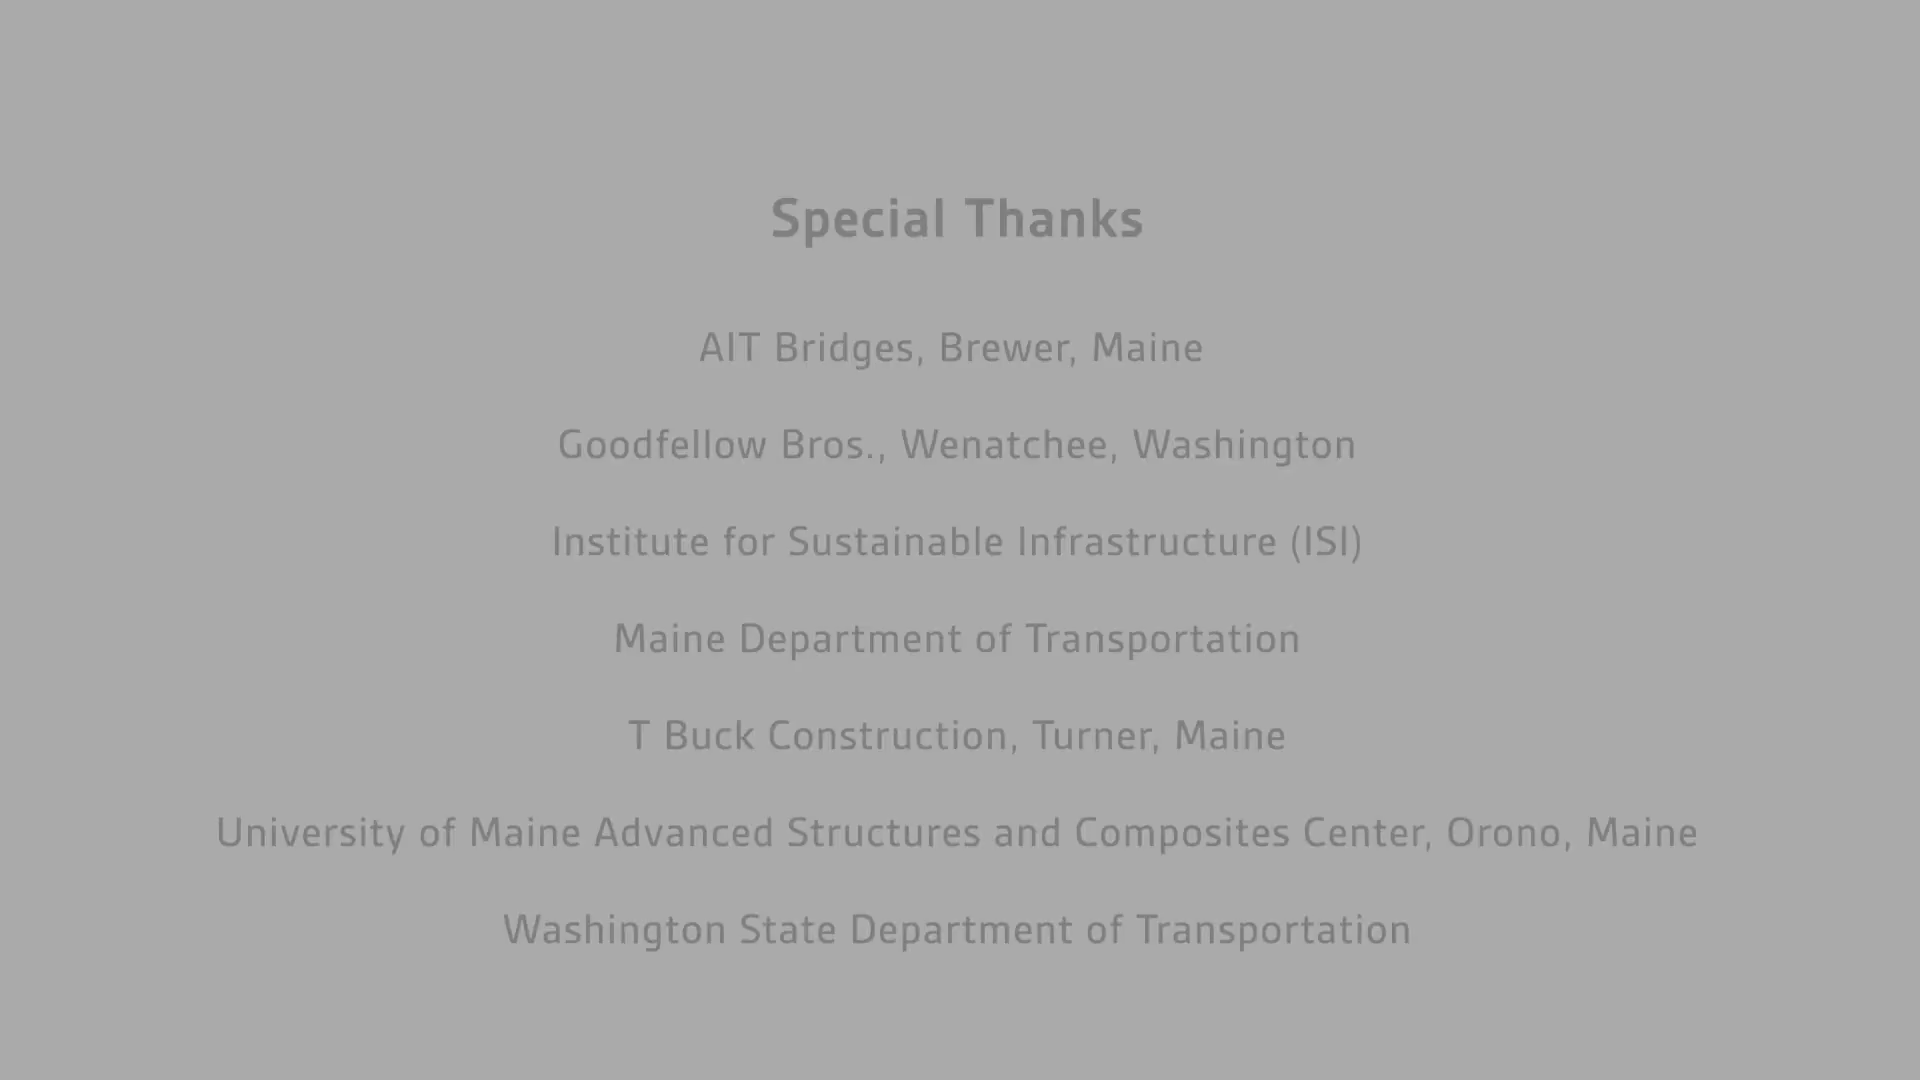 Special Thanks
AIT Bridges, Brewer, Maine
Goodfellow Bros., Wenatchee, Washington
Institute for Sustainable Infrastructure (ISI)
Maine Department of Transportation
T Buck Construction, Turner, Maine
University of Maine Advanced Structures and Composites Center, Orono, Maine
Washington State Department of Transportation